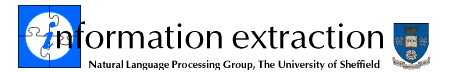 information extraction
Natural Language Processing Group, The University of Sheffield